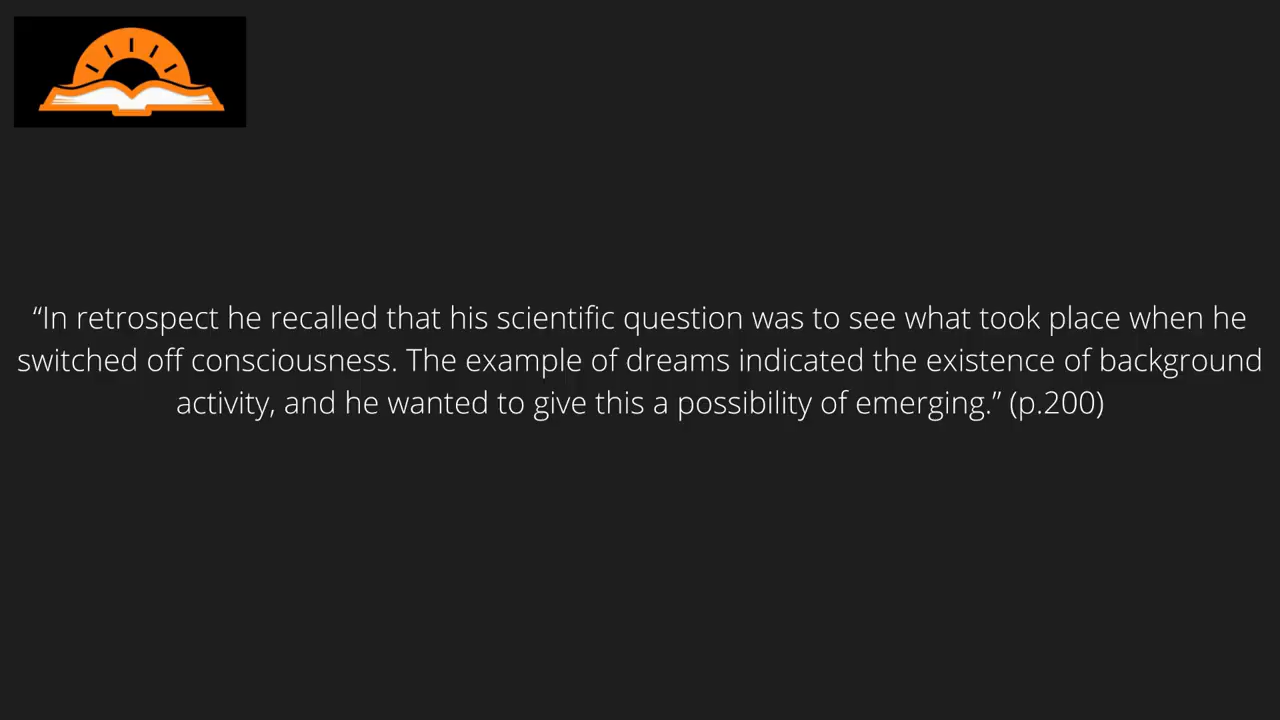 “In retrospect he recalled that his scientific question was to see what took place when he
switched off consciousness. The example of dreams indicated the existence of background
activity, and he wanted to give this a possibility of emerging.” (p.200)